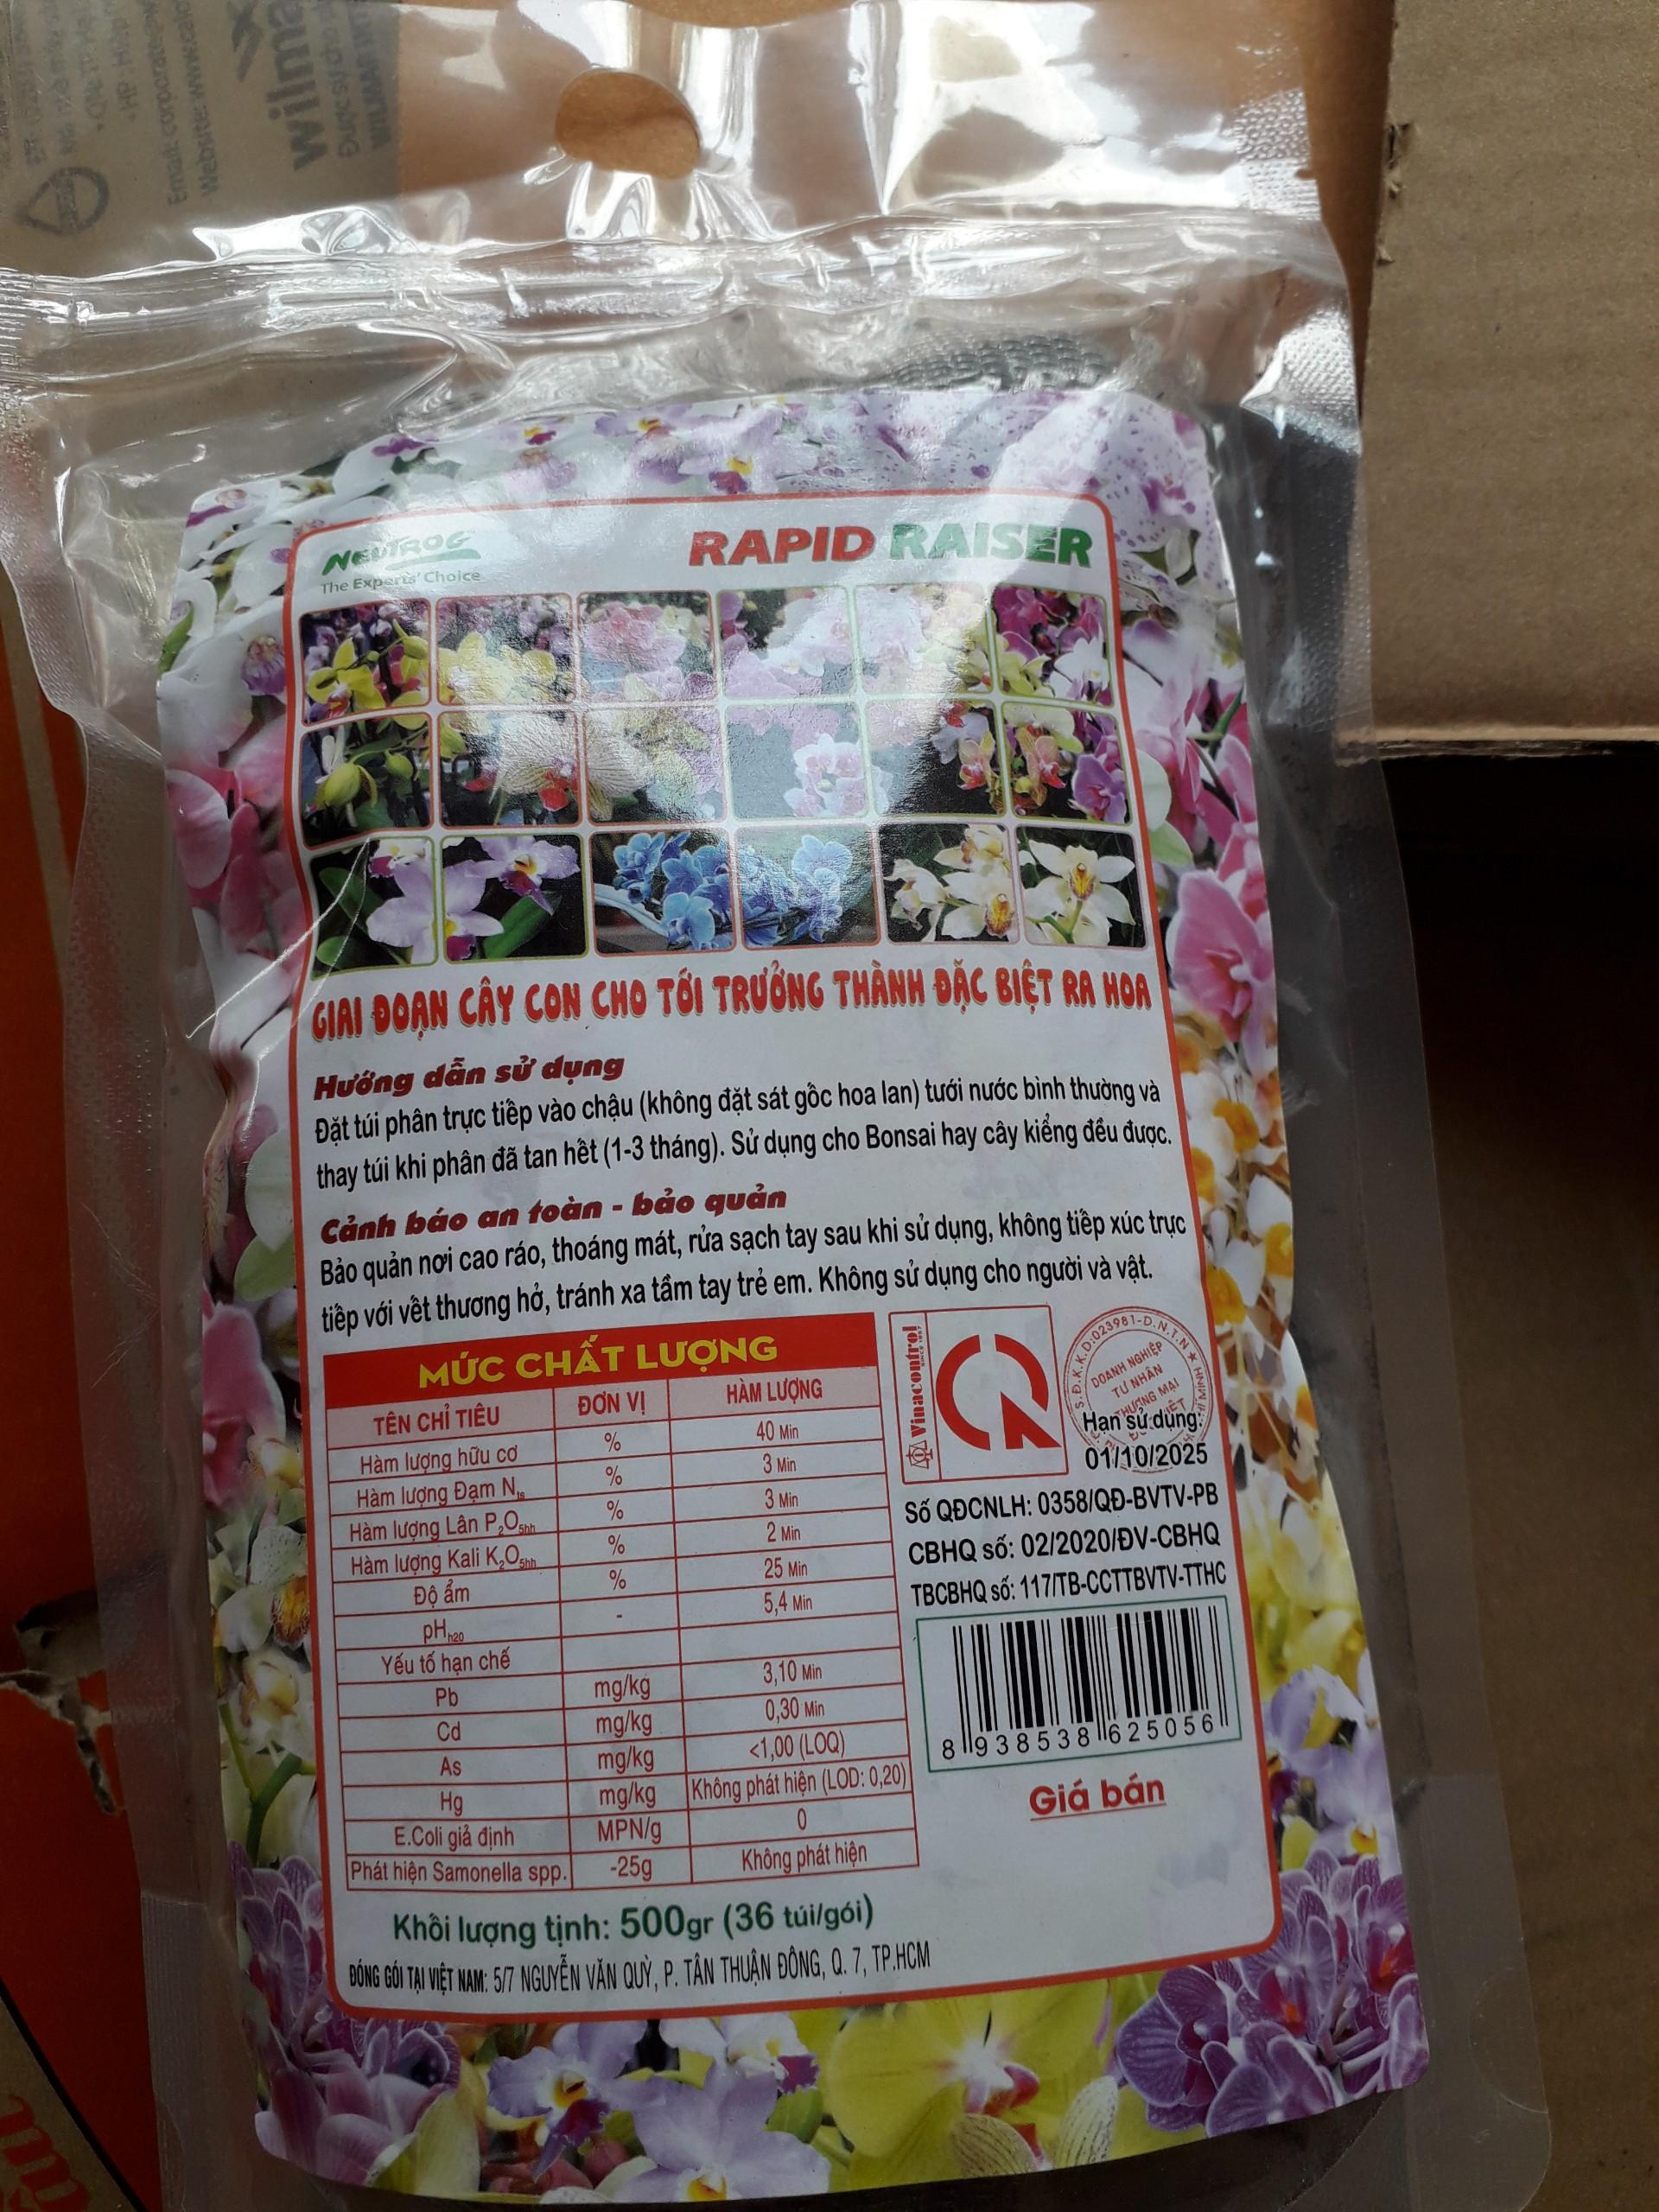 wilma
NEUTROG
The Experts' Choice
RAPID RAISER
GIAI ĐOẠN CÂY CON CHO TỚI TRƯỞNG THÀNH ĐẶC BIỆT RA HOA
Hướng dẫn sử dụng
Đặt túi phân trực tiếp vào chậu (không đặt sát gốc hoa lan) tưới nước bình thường và
thay túi khi phân đã tan hết (1-3 tháng). Sử dụng cho Bonsai hay cây kiểng đều được.
Cảnh báo an toàn - bảo quản
Bảo quản nơi cao ráo, thoáng mát, rửa sạch tay sau khi sử dụng, không tiếp xúc trực
tiếp với vết thương hở, tránh xa tầm tay trẻ em. Không sử dụng cho người và vật.
MỨC CHẤT LƯỢNG
TÊN CHỈ TIÊU ĐƠN VỊ HÀM LƯỢNG
Hàm lượng hữu cơ % 40 Min
Hàm lượng Đạm Nts % 3 Min
Hàm lượng Lân P2O5hh % 3 Min
Hàm lượng Kali K2O5hh % 2 Min
Độ ẩm % 25 Min
pHh20 - 5,4 Min
Yếu tố hạn chế
Pb mg/kg 3,10 Min
Cd mg/kg 0,30 Min
As mg/kg <1,00 (LOQ)
Hg mg/kg Không phát hiện (LOD: 0,20)
E.Coli giả định MPN/g 0
Phát hiện Samonella spp. -25g Không phát hiện
Vinacontrol
SINCE 1957
S.Đ.K.K.D:023981-D.N.T.N
DOANH NGHIỆP
TƯ NHÂN
THƯƠNG MẠI
Hạn sử dụng:
01/10/2025
Số QĐCNLH: 0358/QĐ-BVTV-PB
CBHQ số: 02/2020/ĐV-CBHQ
TBCBHQ số: 117/TB-CCTTBVTV-TTHC
8 938538 625056
Giá bán
Khối lượng tịnh: 500gr (36 túi/gói)
ĐÓNG GÓI TẠI VIỆT NAM: 5/7 NGUYỄN VĂN QUỲ, P. TÂN THUẬN ĐÔNG, Q. 7, TP.HCM